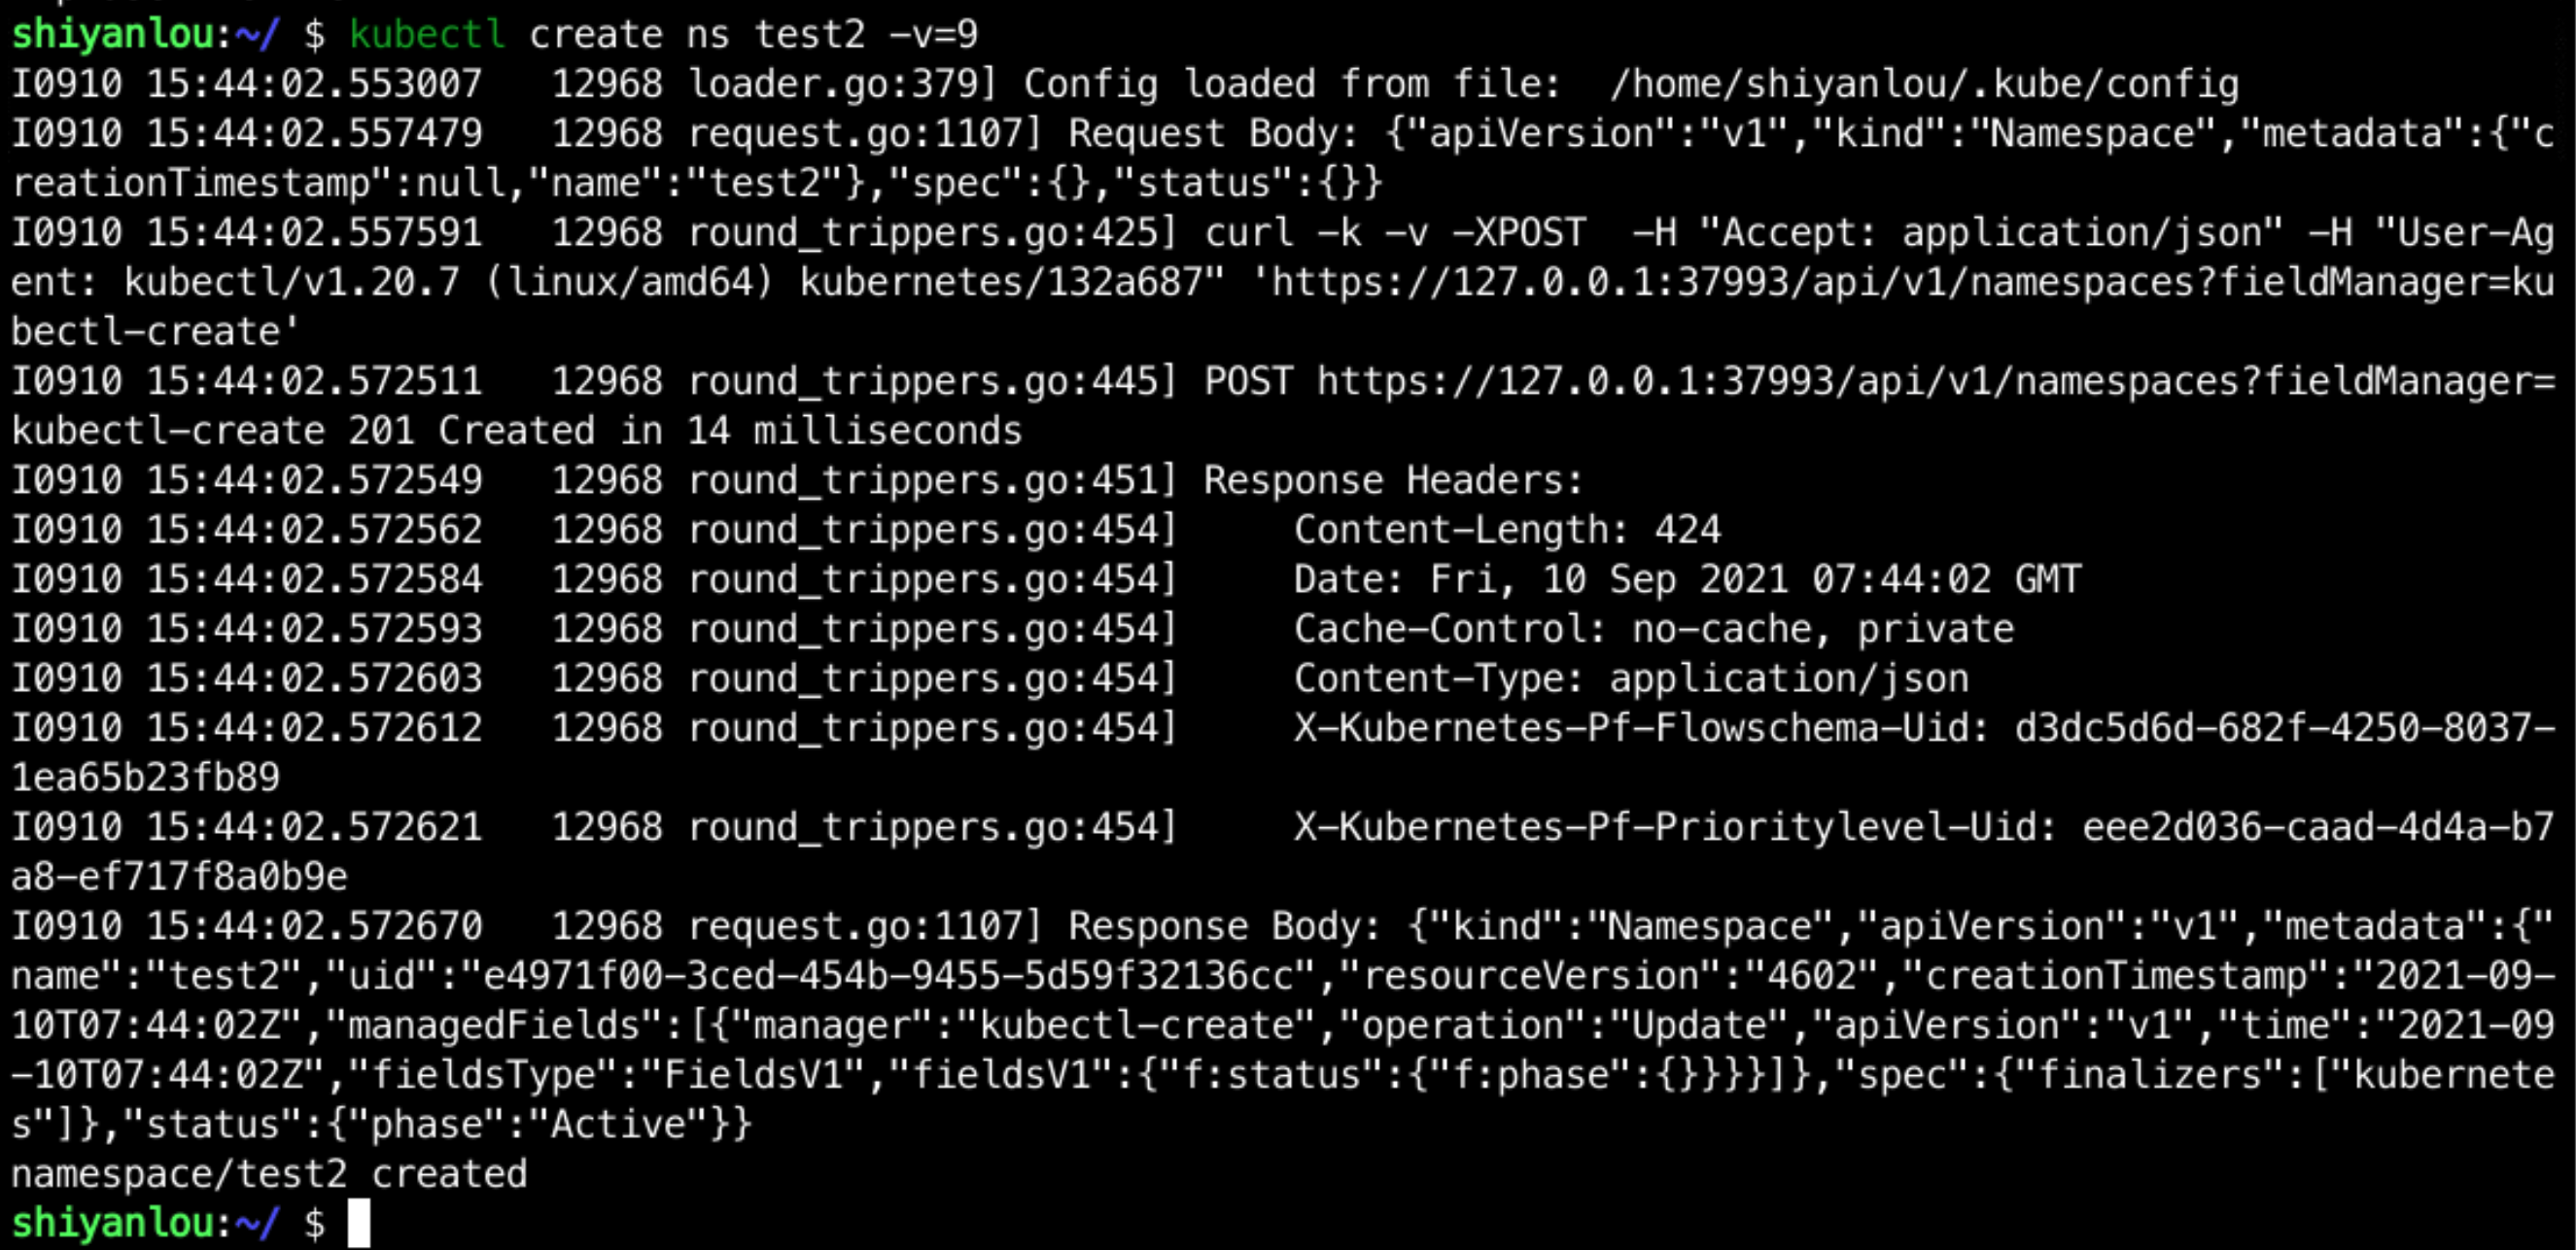 shiyanlou:~/ $ kubectl create ns test2 -v=9
I0910 15:44:02.553007   12968 loader.go:379] Config loaded from file:  /home/shiyanlou/.kube/config
I0910 15:44:02.557479   12968 request.go:1107] Request Body: {"apiVersion":"v1","kind":"Namespace","metadata":{"c
reationTimestamp":null,"name":"test2"},"spec":{},"status":{}}
I0910 15:44:02.557591   12968 round_trippers.go:425] curl -k -v -XPOST  -H "Accept: application/json" -H "User-Ag
ent: kubectl/v1.20.7 (linux/amd64) kubernetes/132a687" 'https://127.0.0.1:37993/api/v1/namespaces?fieldManager=ku
bectl-create'
I0910 15:44:02.572511   12968 round_trippers.go:445] POST https://127.0.0.1:37993/api/v1/namespaces?fieldManager=
kubectl-create 201 Created in 14 milliseconds
I0910 15:44:02.572549   12968 round_trippers.go:451] Response Headers:
I0910 15:44:02.572562   12968 round_trippers.go:454]     Content-Length: 424
I0910 15:44:02.572584   12968 round_trippers.go:454]     Date: Fri, 10 Sep 2021 07:44:02 GMT
I0910 15:44:02.572593   12968 round_trippers.go:454]     Cache-Control: no-cache, private
I0910 15:44:02.572603   12968 round_trippers.go:454]     Content-Type: application/json
I0910 15:44:02.572612   12968 round_trippers.go:454]     X-Kubernetes-Pf-Flowschema-Uid: d3dc5d6d-682f-4250-8037-
1ea65b23fb89
I0910 15:44:02.572621   12968 round_trippers.go:454]     X-Kubernetes-Pf-Prioritylevel-Uid: eee2d036-caad-4d4a-b7
a8-ef717f8a0b9e
I0910 15:44:02.572670   12968 request.go:1107] Response Body: {"kind":"Namespace","apiVersion":"v1","metadata":{"
name":"test2","uid":"e4971f00-3ced-454b-9455-5d59f32136cc","resourceVersion":"4602","creationTimestamp":"2021-09-
10T07:44:02Z","managedFields":[{"manager":"kubectl-create","operation":"Update","apiVersion":"v1","time":"2021-09
-10T07:44:02Z","fieldsType":"FieldsV1","fieldsV1":{"f:status":{"f:phase":{}}}}]},"spec":{"finalizers":["kubernete
s"]},"status":{"phase":"Active"}}
namespace/test2 created
shiyanlou:~/ $